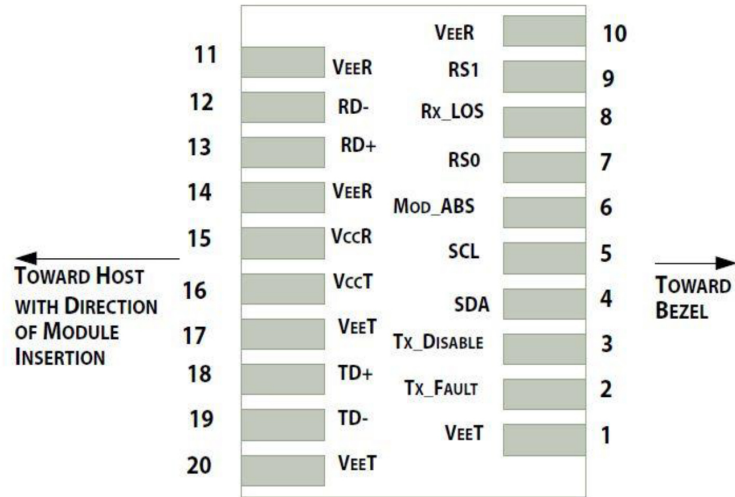 11 VEER
12 RD-
13 RD+
14 VEER
15 VCCR
16 VCCT
17 VEET
18 TD+
19 TD-
20 VEET
VEER 10
RS1 9
RX_LOS 8
RS0 7
MOD_ABS 6
SCL 5
SDA 4
TX_DISABLE 3
TX_FAULT 2
VEET 1
TOWARD HOST
WITH DIRECTION
OF MODULE
INSERTION
TOWARD
BEZEL